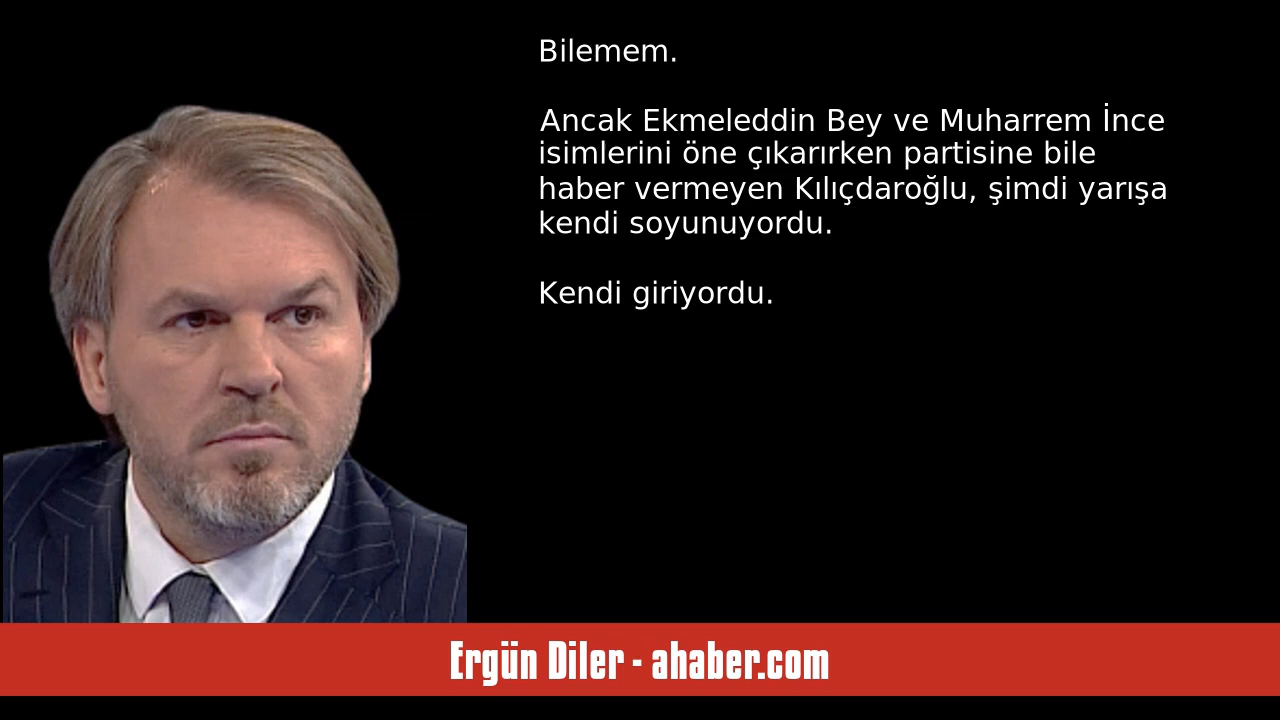 Bilemem.
Ancak Ekmeleddin Bey ve Muharrem İnce
isimlerini öne çıkarırken partisine bile
haber vermeyen Kılıçdaroğlu, şimdi yarışa
kendi soyunuyordu.
Kendi giriyordu.
Ergün Diler - ahaber.com